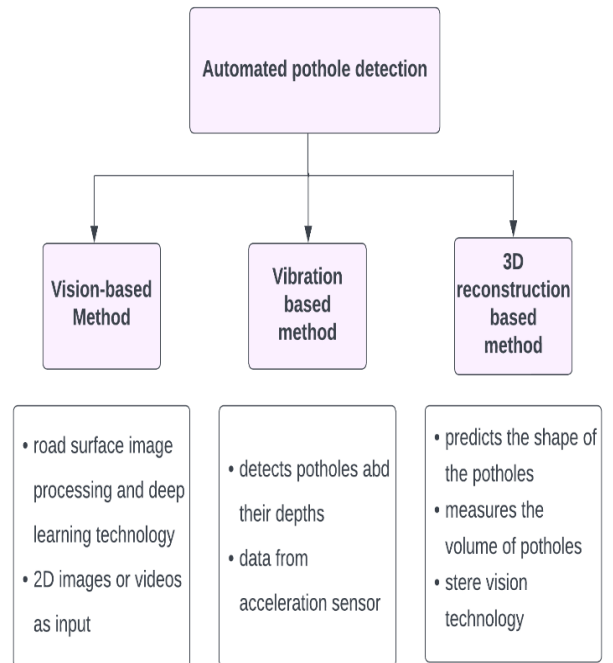 Automated pothole detection
Vision-based
Method
Vibration
based
method
3D
reconstruction
based
method
• road surface image
processing and deep
learning technology
• 2D images or videos
as input
• detects potholes abd
their depths
• data from
acceleration sensor
• predicts the shape of
the potholes
• measures the
volume of potholes
• stere vision
technology